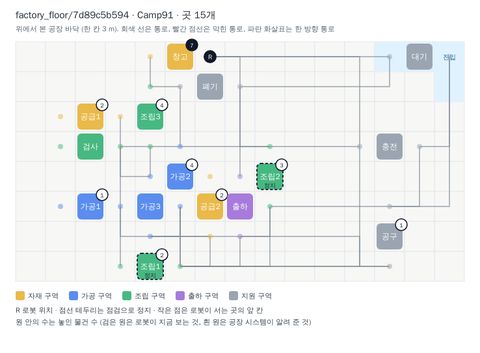 factory_floor/7d89c5b594 · Camp91 · 곳 15개
위에서 본 공장 바닥 (한 칸 3 m). 회색 선은 통로, 빨간 점선은 막힌 통로, 파란 화살표는 한 방향 통로
7
창고
R
대기
폐기
2
공급1
4
조립3
검사
충전
4
가공2
3
조립2
정지
1
가공1
가공3
2
공급2
출하
1
공구
2
조립1
정지
자재 구역
가공 구역
조립 구역
출하 구역
지원 구역
R 로봇 위치 · 점선 테두리는 점검으로 정지 · 작은 점은 로봇이 서는 곳의 앞 칸
원 안의 수는 놓인 물건 수 (검은 원은 로봇이 지금 보는 것, 흰 원은 공장 시스템이 알려 준 것)